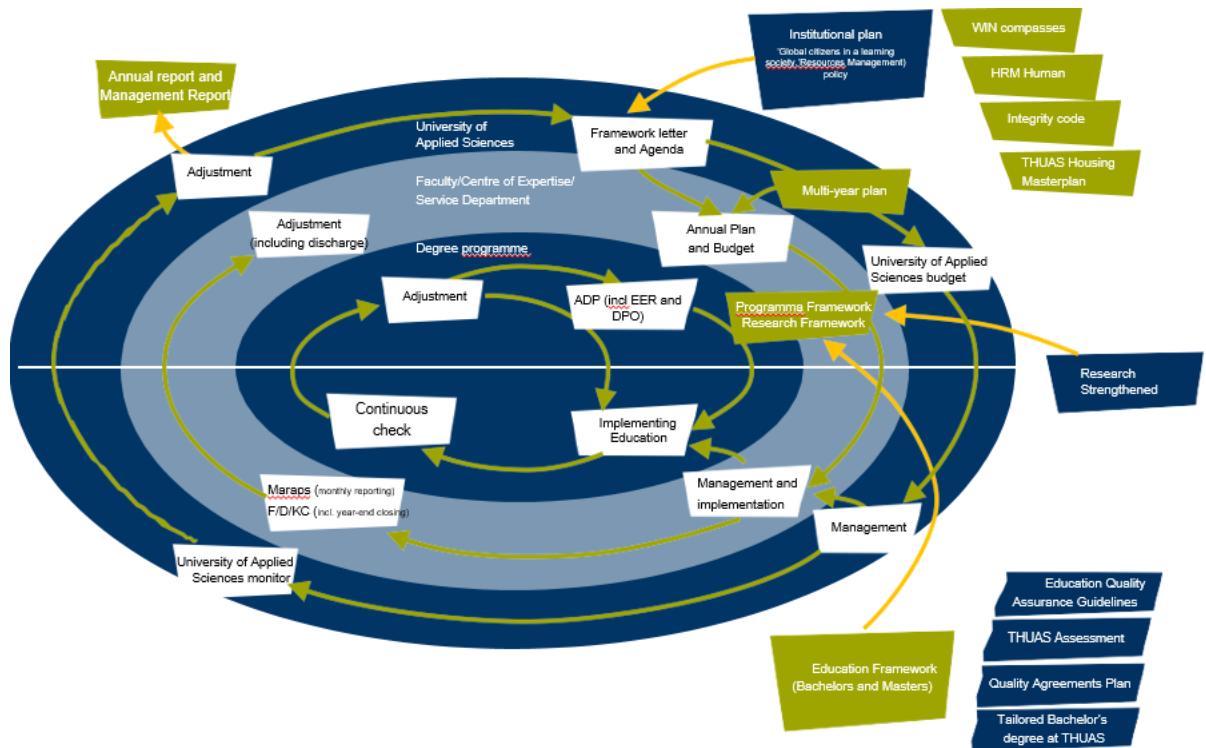 Institutional plan
'Global citizens in a learning
society,'Resources Management)
policy
WIN compasses
HRM Human
Integrity code
THUAS Housing
Masterplan
Annual report and
Management Report
University of
Applied Sciences
Framework letter
and Agenda
Adjustment
Faculty/Centre of Expertise/
Service Department
Multi-year plan
Adjustment
(including discharge)
Annual Plan
and Budget
Degree programme
University of Applied
Sciences budget
Adjustment
ADP (incl EER and
DPO)
Programma Framework
Research Framework
Research
Strengthened
Continuous
check
Implementing
Education
Maraps (monthly reporting)
F/D/KC (incl. year-end closing)
Management and
implementation
Management
University of Applied
Sciences monitor
Education Quality
Assurance Guidelines
THUAS Assessment
Education Framework
(Bachelors and Masters)
Quality Agreements Plan
Tailored Bachelor's
degree at THUAS